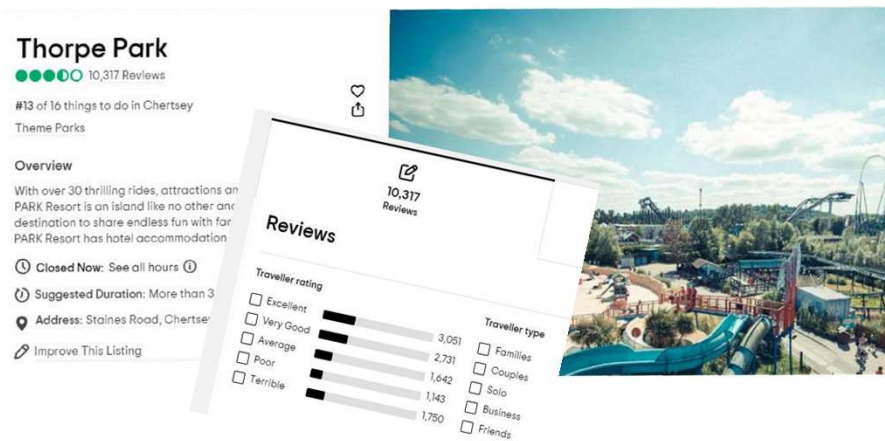 Thorpe Park
10,317 Reviews
#13 of 16 things to do in Chertsey
Theme Parks
Overview
With over 30 thrilling rides, attractions an
PARK Resort is an island like no other and
destination to share endless fun with fam
PARK Resort has hotel accommodation
Closed Now: See all hours
Suggested Duration: More than 3
Address: Staines Road, Chertsey
Improve This Listing
10,317
Reviews
Reviews
Traveller rating
Excellent 3,051
Very Good 2,731
Average 1,642
Poor 1,143
Terrible 1,750
Traveller type
Families
Couples
Solo
Business
Friends